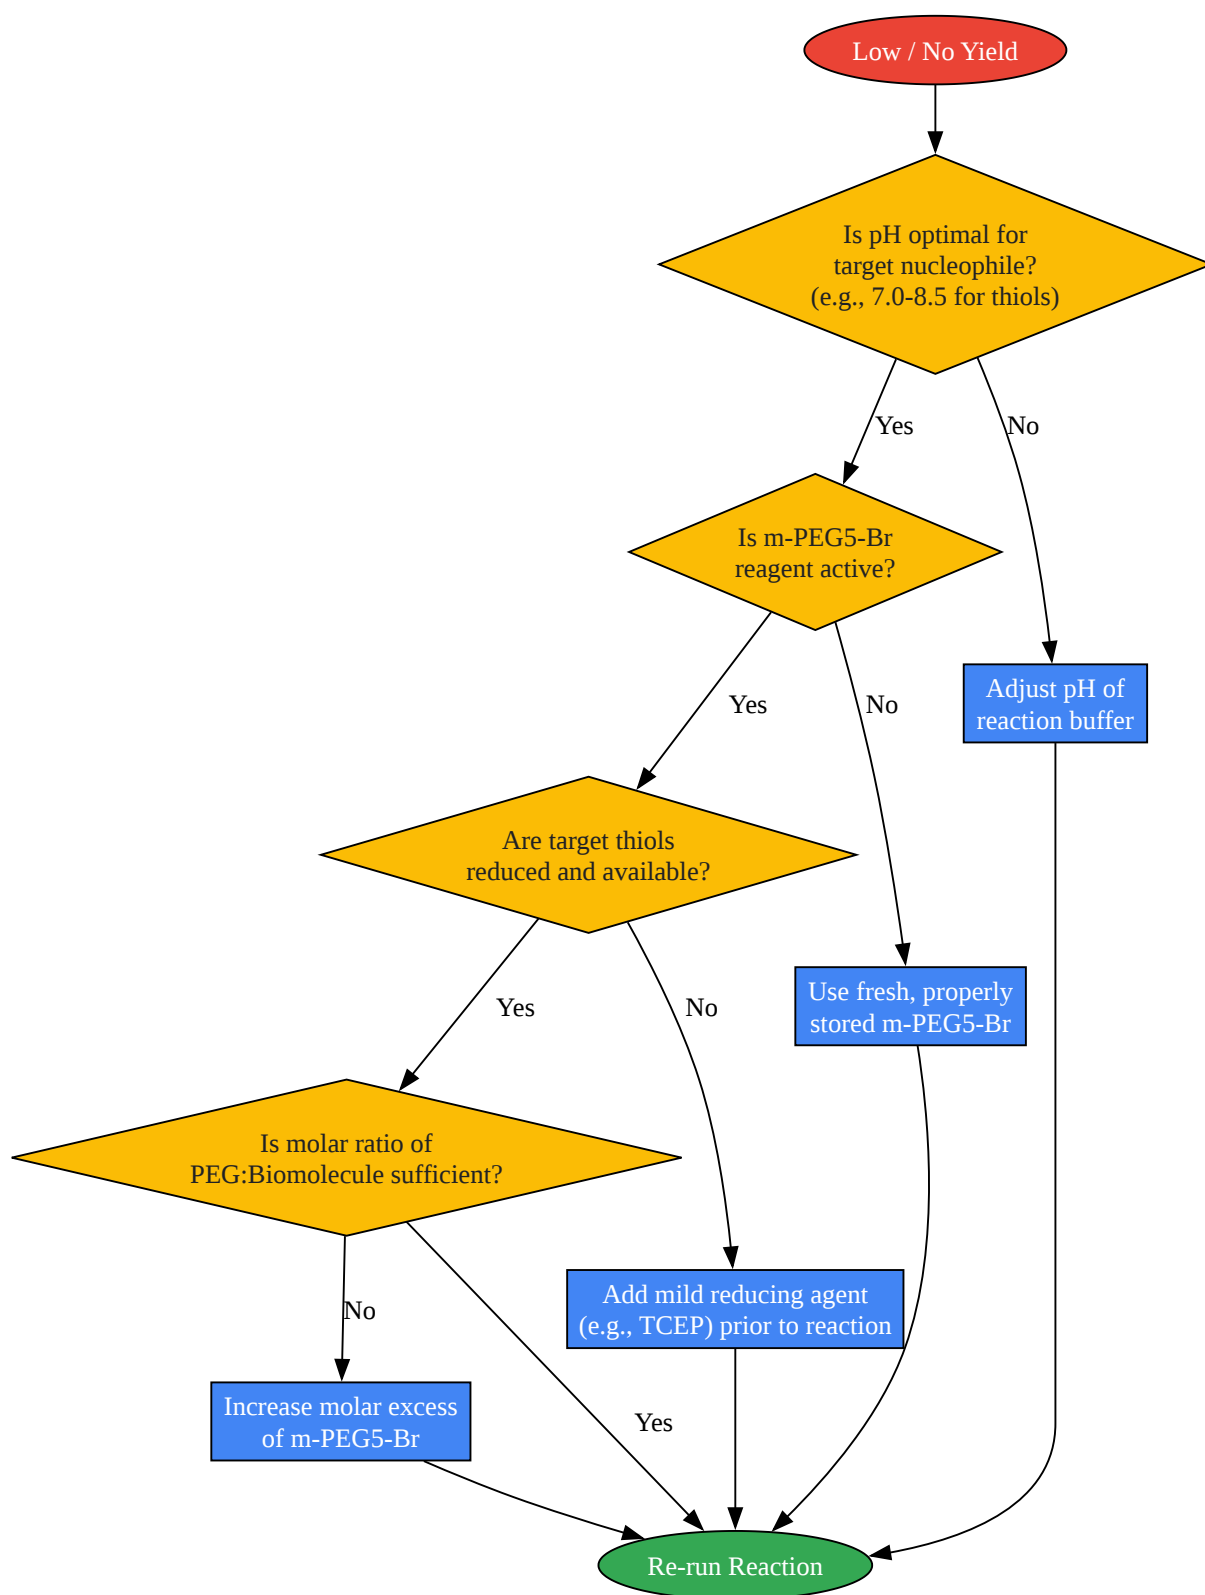 Low / No Yield
Is pH optimal for
target nucleophile?
(e.g., 7.0-8.5 for thiols)
Yes
No
Is m-PEG5-Br
reagent active?
Yes
No
Adjust pH of
reaction buffer
Are target thiols
reduced and available?
Yes
No
Use fresh, properly
stored m-PEG5-Br
Is molar ratio of
PEG:Biomolecule sufficient?
No
Yes
Add mild reducing agent
(e.g., TCEP) prior to reaction
Increase molar excess
of m-PEG5-Br
Re-run Reaction